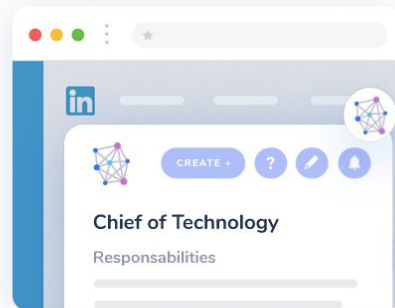 in
CREATE +
?
Chief of Technology
Responsabilities